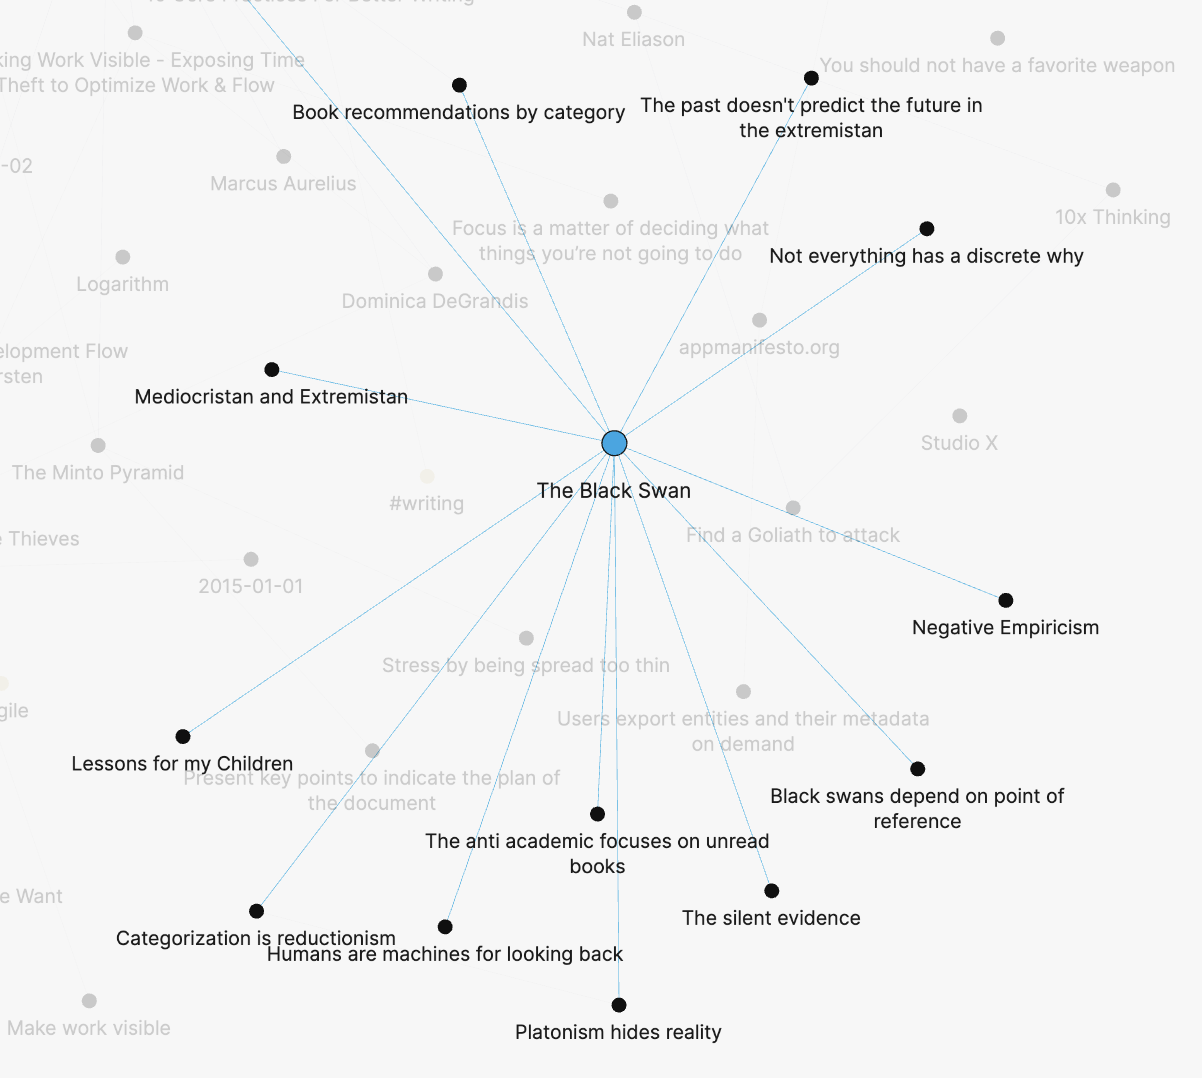 10 Core Practices For Better Writing
Nat Eliason
king Work Visible - Exposing Time
Theft to Optimize Work & Flow
You should not have a favorite weapon
Book recommendations by category
The past doesn't predict the future in
the extremistan
-02
Marcus Aurelius
10x Thinking
Focus is a matter of deciding what
things you’re not going to do
Not everything has a discrete why
Logarithm
Dominica DeGrandis
appmanifesto.org
elopment Flow
rsten
Mediocristan and Extremistan
Studio X
The Minto Pyramid
The Black Swan
#writing
Find a Goliath to attack
e Thieves
2015-01-01
Negative Empiricism
Stress by being spread too thin
gile
Users export entities and their metadata
on demand
Lessons for my Children
Present key points to indicate the plan of
the document
Black swans depend on point of
reference
The anti academic focuses on unread
books
e Want
The silent evidence
Categorization is reductionism
Humans are machines for looking back
Make work visible
Platonism hides reality